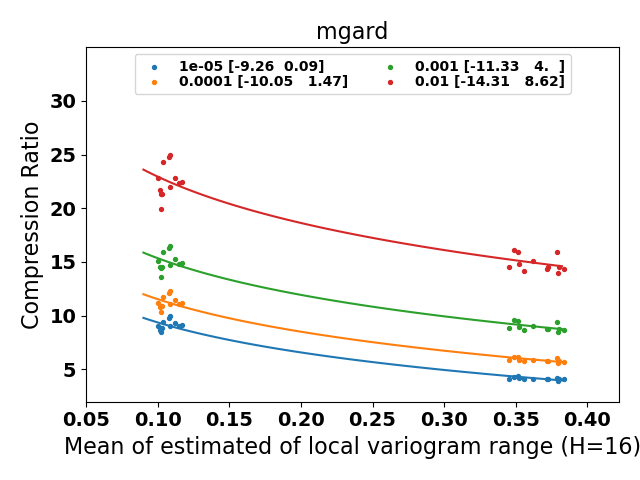 mgard
1e-05 [-9.26  0.09]
0.0001 [-10.05   1.47]
0.001 [-11.33   4.  ]
0.01 [-14.31   8.62]
Compression Ratio
30
25
20
15
10
5
0.05 0.10 0.15 0.20 0.25 0.30 0.35 0.40
Mean of estimated of local variogram range (H=16)